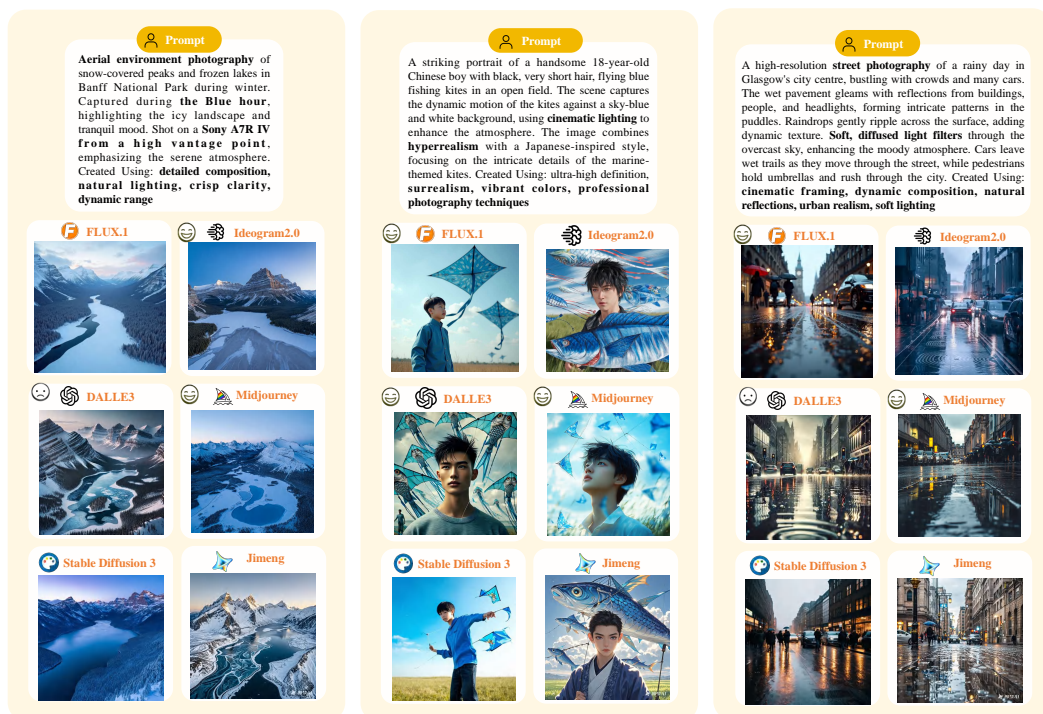 Prompt
Aerial environment photography of
snow-covered peaks and frozen lakes in
Banff National Park during winter.
Captured during the Blue hour,
highlighting the icy landscape and
tranquil mood. Shot on a Sony A7R IV
from a high vantage point,
emphasizing the serene atmosphere.
Created Using: detailed composition,
natural lighting, crisp clarity,
dynamic range
FLUX.1
Ideogram2.0
DALLE3
Midjourney
Stable Diffusion 3
Jimeng
Prompt
A striking portrait of a handsome 18-year-old
Chinese boy with black, very short hair, flying blue
fishing kites in an open field. The scene captures
the dynamic motion of the kites against a sky-blue
and white background, using cinematic lighting to
enhance the atmosphere. The image combines
hyperrealism with a Japanese-inspired style,
focusing on the intricate details of the marine-
themed kites. Created Using: ultra-high definition,
surrealism, vibrant colors, professional
photography techniques
FLUX.1
Ideogram2.0
DALLE3
Midjourney
Stable Diffusion 3
Jimeng
Prompt
A high-resolution street photography of a rainy day in
Glasgow's city centre, bustling with crowds and many cars.
The wet pavement gleams with reflections from buildings,
people, and headlights, forming intricate patterns in the
puddles. Raindrops gently ripple across the surface, adding
dynamic texture. Soft, diffused light filters through the
overcast sky, enhancing the moody atmosphere. Cars leave
wet trails as they move through the street, while pedestrians
hold umbrellas and rush through the city. Created Using:
cinematic framing, dynamic composition, natural
reflections, urban realism, soft lighting
FLUX.1
Ideogram2.0
DALLE3
Midjourney
Stable Diffusion 3
Jimeng